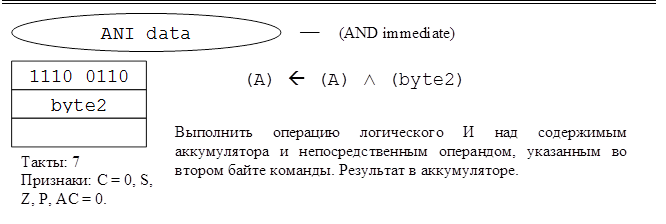 ANI data — (AND immediate)
1110 0110
byte2
(A) ← (A) ∧ (byte2)
Выполнить операцию логического И над содержимым
аккумулятора и непосредственным операндом, указанным во
втором байте команды. Результат в аккумуляторе.
Такты: 7
Признаки: C = 0, S,
Z, P, AC = 0.